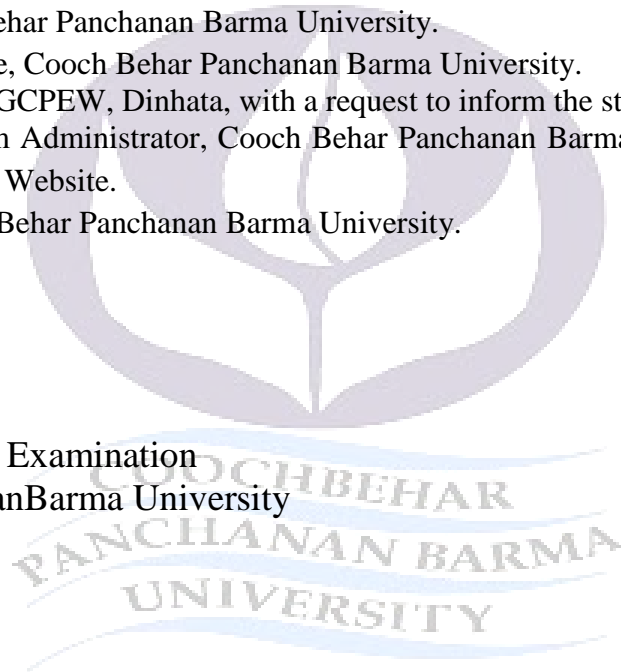 ehar Panchanan Barma University.
e, Cooch Behar Panchanan Barma University.
GCPEW, Dinhata, with a request to inform the st
n Administrator, Cooch Behar Panchanan Barma
Website.
Behar Panchanan Barma University.
Examination
anBarma University
COOCHBEHAR
PANCHANAN BARMA
UNIVERSITY